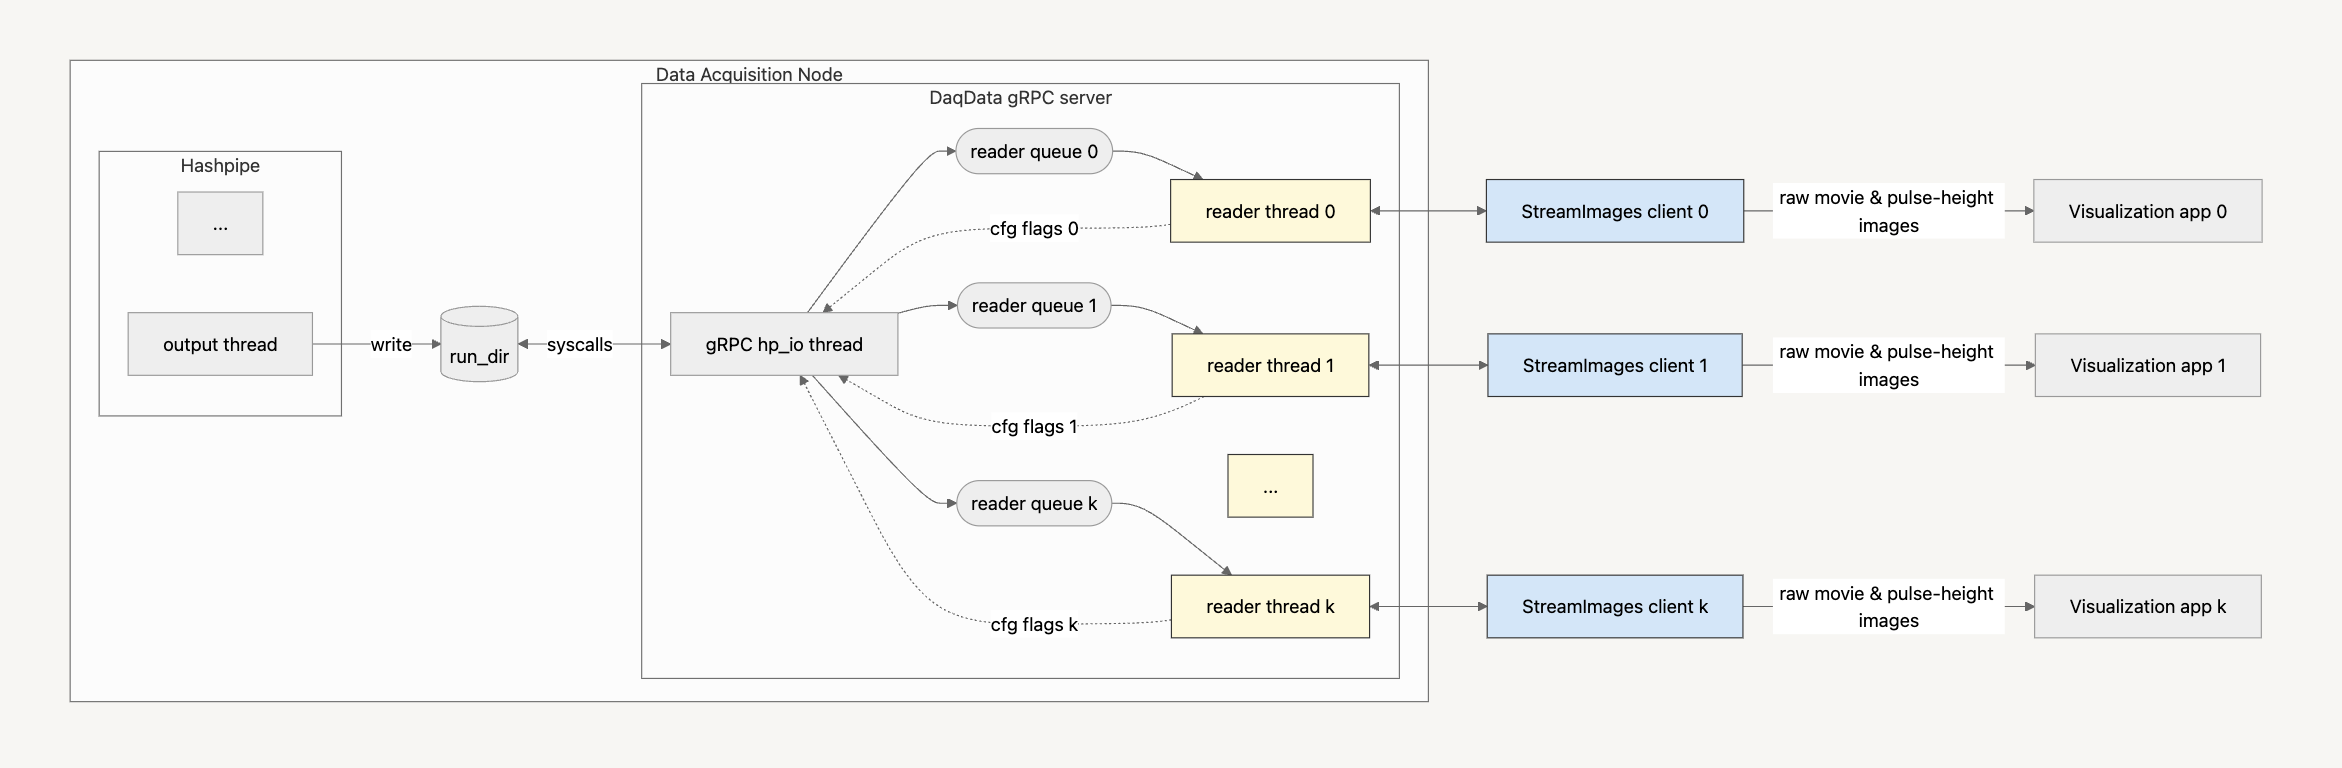 Data Acquisition Node
DaqData gRPC server
Hashpipe
...
output thread
write
run_dir
syscalls
gRPC hp_io thread
reader queue 0
reader thread 0
cfg flags 0
StreamImages client 0
raw movie & pulse-height
images
Visualization app 0
reader queue 1
reader thread 1
cfg flags 1
StreamImages client 1
raw movie & pulse-height
images
Visualization app 1
...
reader queue k
reader thread k
cfg flags k
StreamImages client k
raw movie & pulse-height
images
Visualization app k